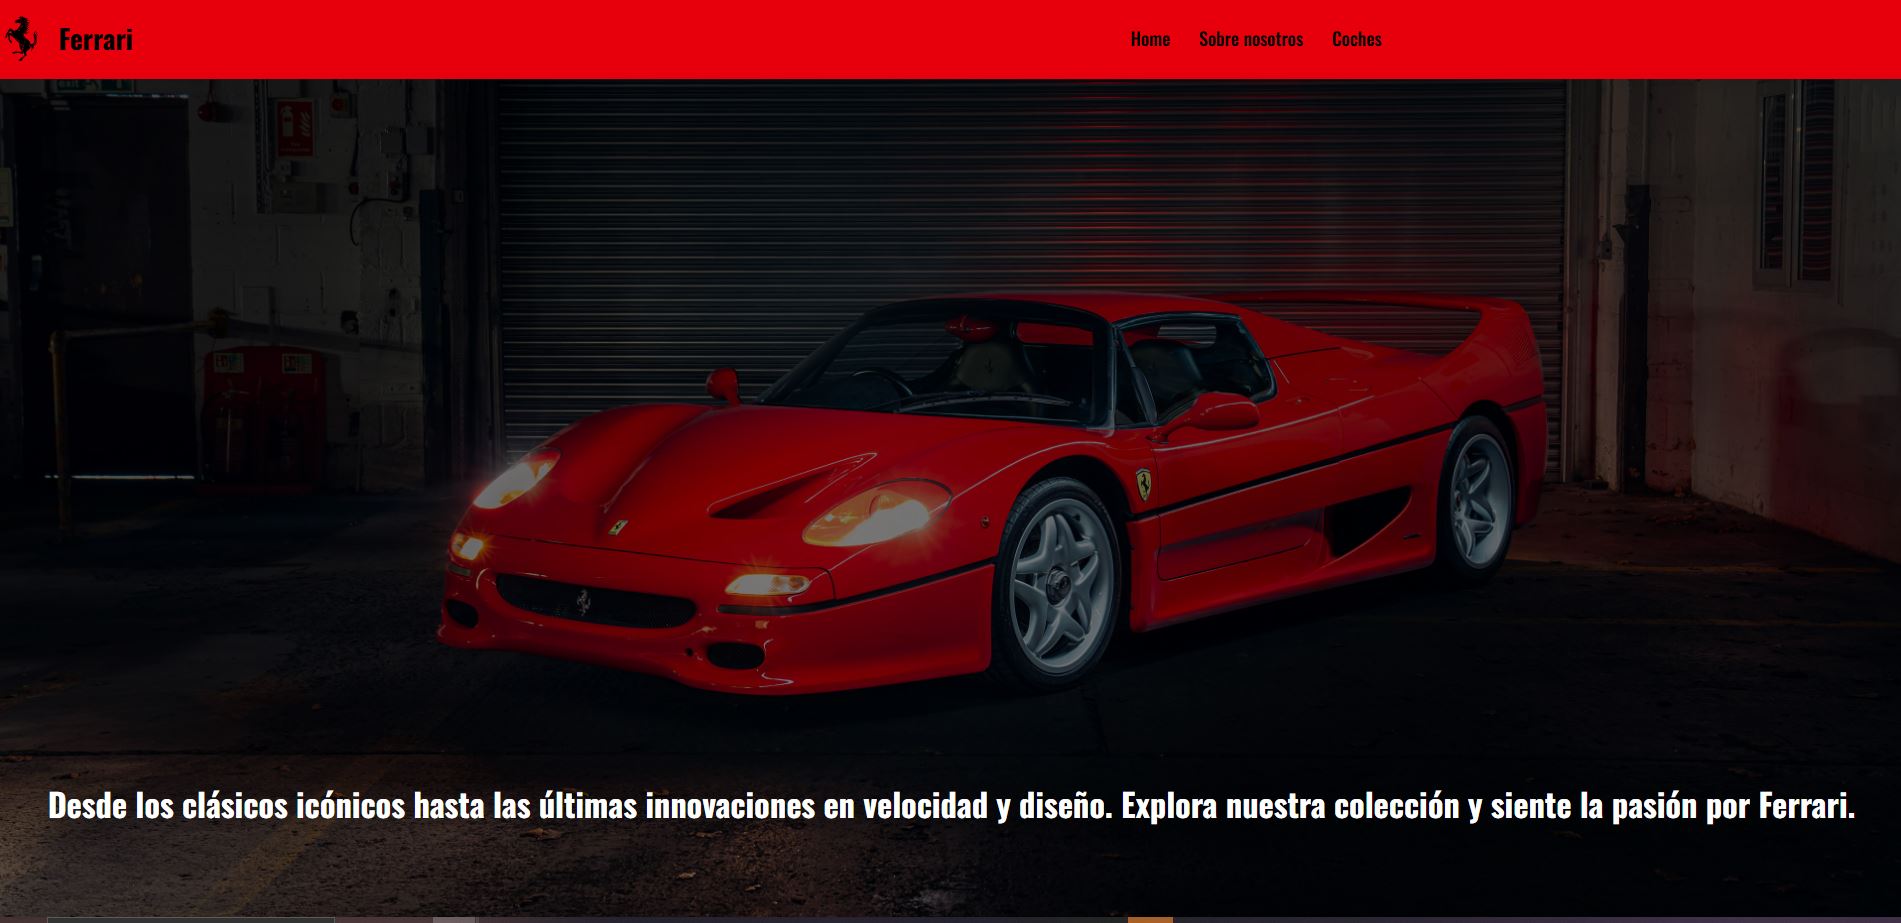 Ferrari
Home
Sobre nosotros
Coches
Desde los clásicos icónicos hasta las últimas innovaciones en velocidad y diseño. Explora nuestra colección y siente la pasión por Ferrari.